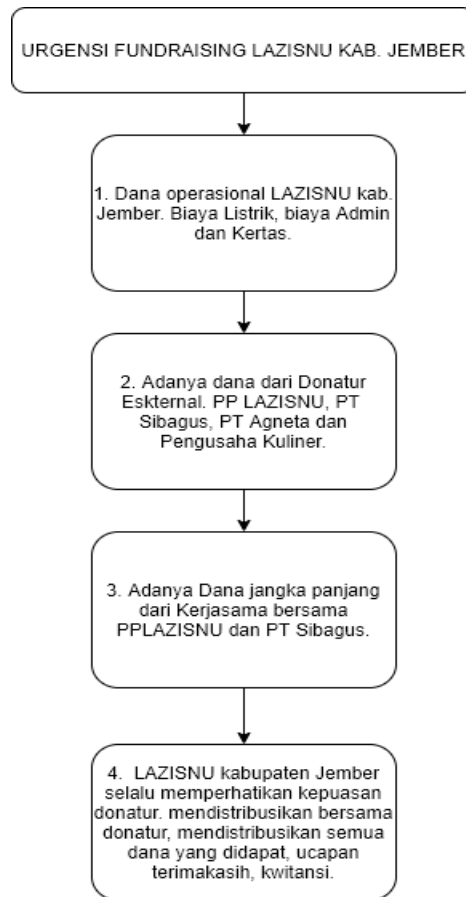 URGENSI FUNDRAISING LAZISNU KAB. JEMBER
1. Dana operasional LAZISNU kab.
Jember. Biaya Listrik, biaya Admin
dan Kertas.
2. Adanya dana dari Donatur
Eskternal. PP LAZISNU, PT
Sibagus, PT Agneta dan
Pengusaha Kuliner.
3. Adanya Dana jangka panjang
dari Kerjasama bersama
PPLAZISNU dan PT Sibagus.
4. LAZISNU kabupaten Jember
selalu memperhatikan kepuasan
donatur. mendistribusikan bersama
donatur, mendistribusikan semua
dana yang didapat, ucapan
terimakasih, kwitansi.